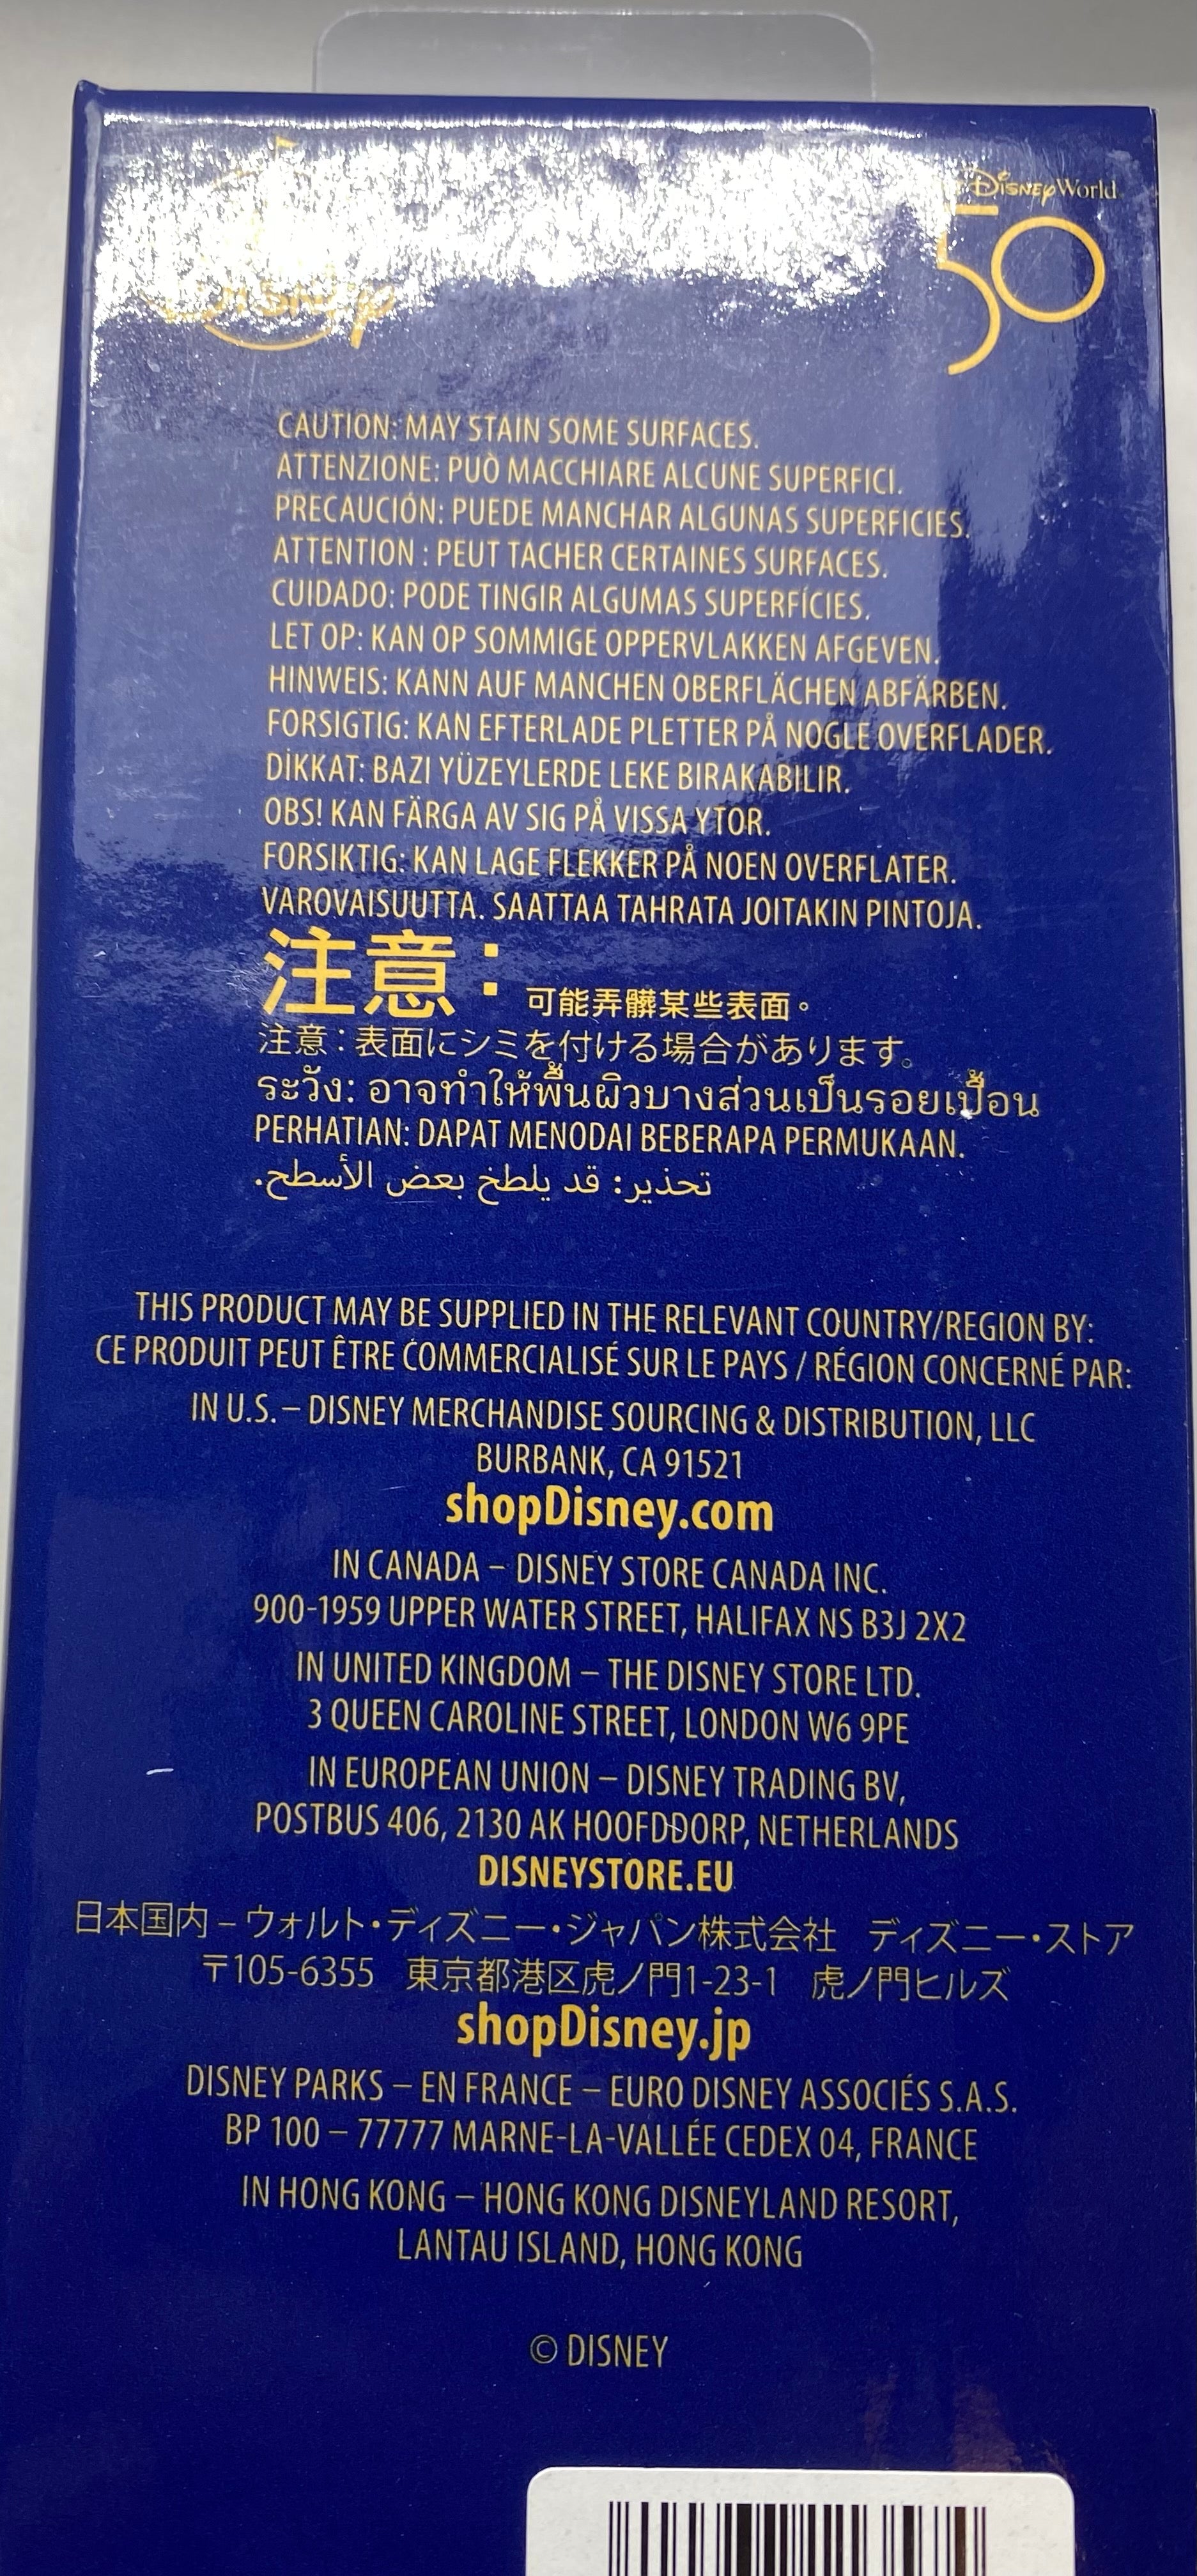 Disney
Disney World
50
CAUTION: MAY STAIN SOME SURFACES.
ATTENZIONE: PUÒ MACCHIARE ALCUNE SUPERFICI.
PRECAUCIÓN: PUEDE MANCHAR ALGUNAS SUPERFICIES.
ATTENTION : PEUT TACHER CERTAINES SURFACES.
CUIDADO: PODE TINGIR ALGUMAS SUPERFÍCIES.
LET OP: KAN OP SOMMIGE OPPERVLAKKEN AFGEVEN.
HINWEIS: KANN AUF MANCHEN OBERFLÄCHEN ABFÄRBEN.
FORSIGTIG: KAN EFTERLADE PLETTER PÅ NOGLE OVERFLADER.
DİKKAT: BAZI YÜZEYLERDE LEKE BIRAKABILIR.
OBS! KAN FÄRGA AV SIG PÅ VISSA YTOR.
FORSIKTIG: KAN LAGE FLEKKER PÅ NOEN OVERFLATER.
VAROVAISUUTTA. SAATTAA TAHRATA JOITAKIN PINTOJA.
注意：可能弄髒某些表面。
注意：表面にシミを付ける場合があります。
ระวัง: อาจทำให้พื้นผิวบางส่วนเป็นรอยเปื้อน
PERHATIAN: DAPAT MENODAI BEBERAPA PERMUKAAN.
تحذير: قد يلطخ بعض الأسطح.
THIS PRODUCT MAY BE SUPPLIED IN THE RELEVANT COUNTRY/REGION BY:
CE PRODUIT PEUT ÊTRE COMMERCIALISÉ SUR LE PAYS / RÉGION CONCERNÉ PAR:
IN U.S. – DISNEY MERCHANDISE SOURCING & DISTRIBUTION, LLC
BURBANK, CA 91521
shopDisney.com
IN CANADA – DISNEY STORE CANADA INC.
900-1959 UPPER WATER STREET, HALIFAX NS B3J 2X2
IN UNITED KINGDOM – THE DISNEY STORE LTD.
3 QUEEN CAROLINE STREET, LONDON W6 9PE
IN EUROPEAN UNION – DISNEY TRADING BV,
POSTBUS 406, 2130 AK HOOFDDORP, NETHERLANDS
DISNEYSTORE.EU
日本国内 – ウォルト・ディズニー・ジャパン株式会社　ディズニー・ストア
〒105-6355　東京都港区虎ノ門1-23-1　虎ノ門ヒルズ
shopDisney.jp
DISNEY PARKS – EN FRANCE – EURO DISNEY ASSOCIÉS S.A.S.
BP 100 – 77777 MARNE-LA-VALLÉE CEDEX 04, FRANCE
IN HONG KONG – HONG KONG DISNEYLAND RESORT,
LANTAU ISLAND, HONG KONG
© DISNEY